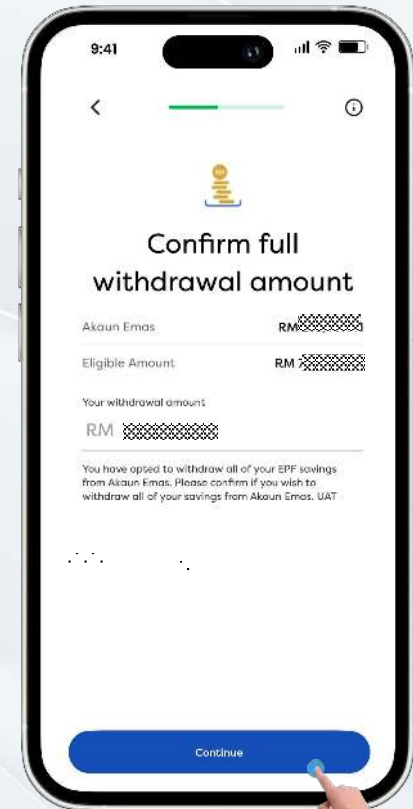 9:41
Confirm full
withdrawal amount
Akaun Emas RM
Eligible Amount RM 7
Your withdrawal amount
RM
You have opted to withdraw all of your EPF savings
from Akaun Emas. Please confirm if you wish to
withdraw all of your savings from Akaun Emas. UAT
Continue